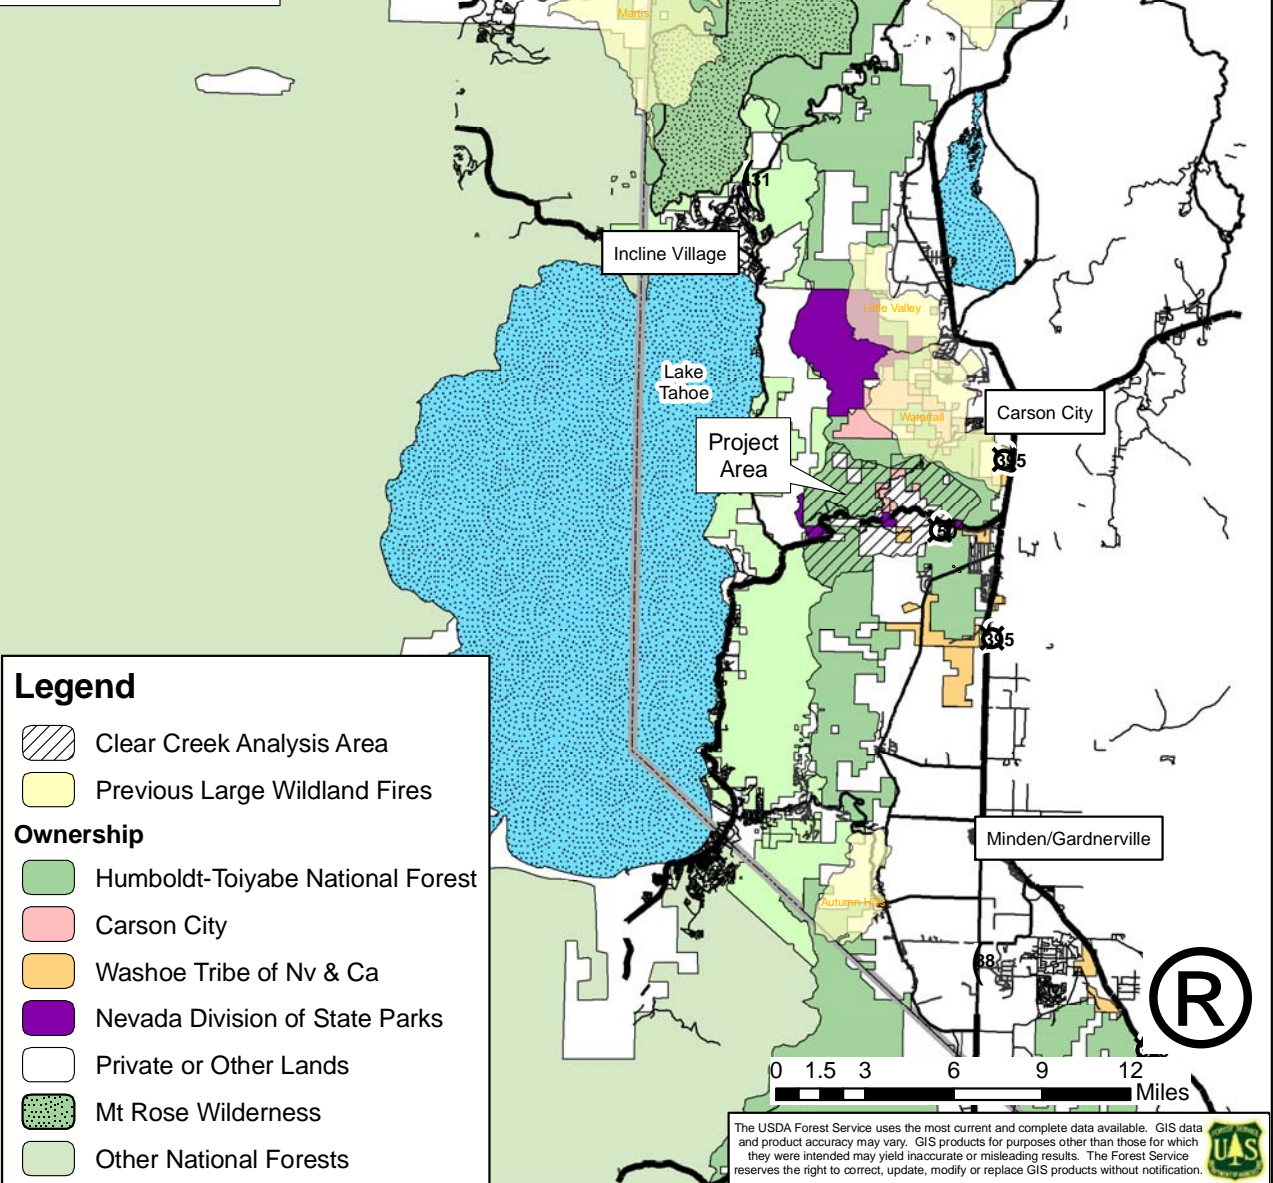 Martis
431
Incline Village
Little Valley
Lake
Tahoe
Waterfall
Carson City
Project
Area
395
50
395
Legend
Clear Creek Analysis Area
Previous Large Wildland Fires
Ownership
Humboldt-Toiyabe National Forest
Carson City
Washoe Tribe of Nv & Ca
Nevada Division of State Parks
Private or Other Lands
Mt Rose Wilderness
Other National Forests
Minden/Gardnerville
Autumn Hills
88
R
0 1.5 3 6 9 12
Miles
The USDA Forest Service uses the most current and complete data available. GIS data
and product accuracy may vary. GIS products for purposes other than those for which
they were intended may yield inaccurate or misleading results. The Forest Service
reserves the right to correct, update, modify or replace GIS products without notification.
FOREST SERVICE
UAS